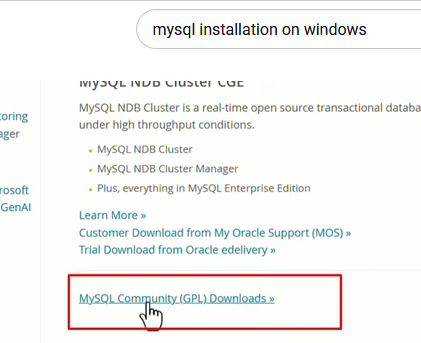 mysql installation on windows
MySQL NDB Cluster CGE
MySQL NDB Cluster is a real-time open source transactional databa
under high throughput conditions.
toring
ager
• MySQL NDB Cluster
• MySQL NDB Cluster Manager
• Plus, everything in MySQL Enterprise Edition
rosoft
GenAI
Learn More »
Customer Download from My Oracle Support (MOS) »
Trial Download from Oracle edelivery »
MySQL Community (GPL) Downloads »